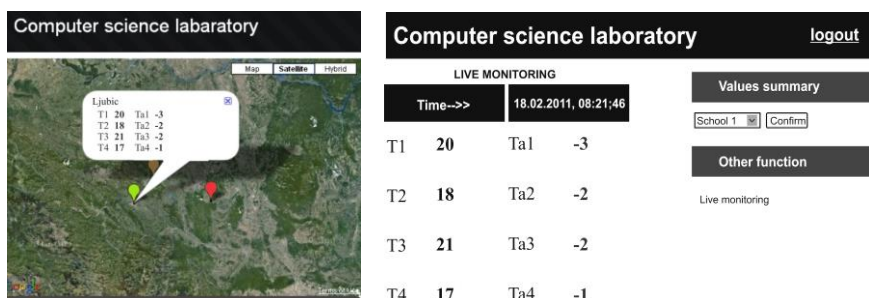 Computer science labaratory
Map Satellite Hybrid
Ljubic
T1 20 Ta1 -3
T2 18 Ta2 -2
T3 21 Ta3 -2
T4 17 Ta4 -1
Computer science laboratory logout
LIVE MONITORING
Time-->> 18.02.2011, 08:21;46
T1 20 Ta1 -3
T2 18 Ta2 -2
T3 21 Ta3 -2
T4 17 Ta4 -1
Values summary
School 1 Confirm
Other function
Live monitoring